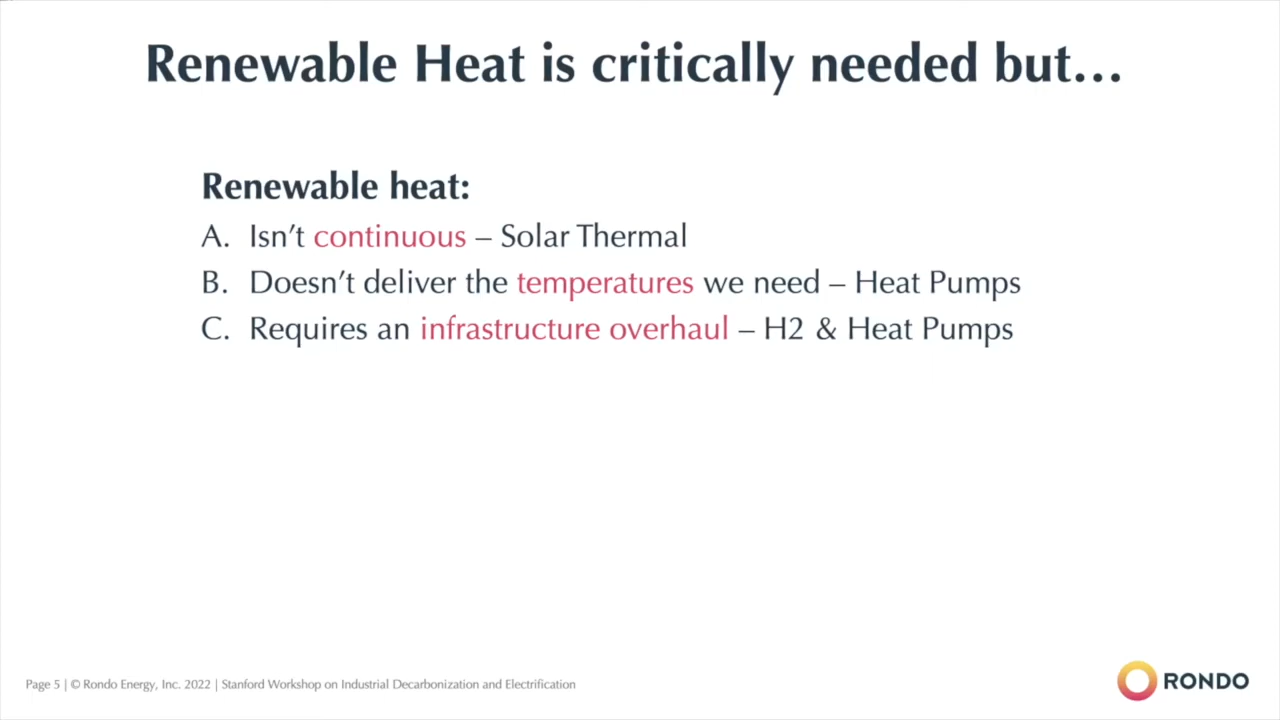 Renewable Heat is critically needed but…
Renewable heat:
A. Isn’t continuous – Solar Thermal
B. Doesn’t deliver the temperatures we need – Heat Pumps
C. Requires an infrastructure overhaul – H2 & Heat Pumps
Page 5 | © Rondo Energy, Inc. 2022 | Stanford Workshop on Industrial Decarbonization and Electrification
RONDO